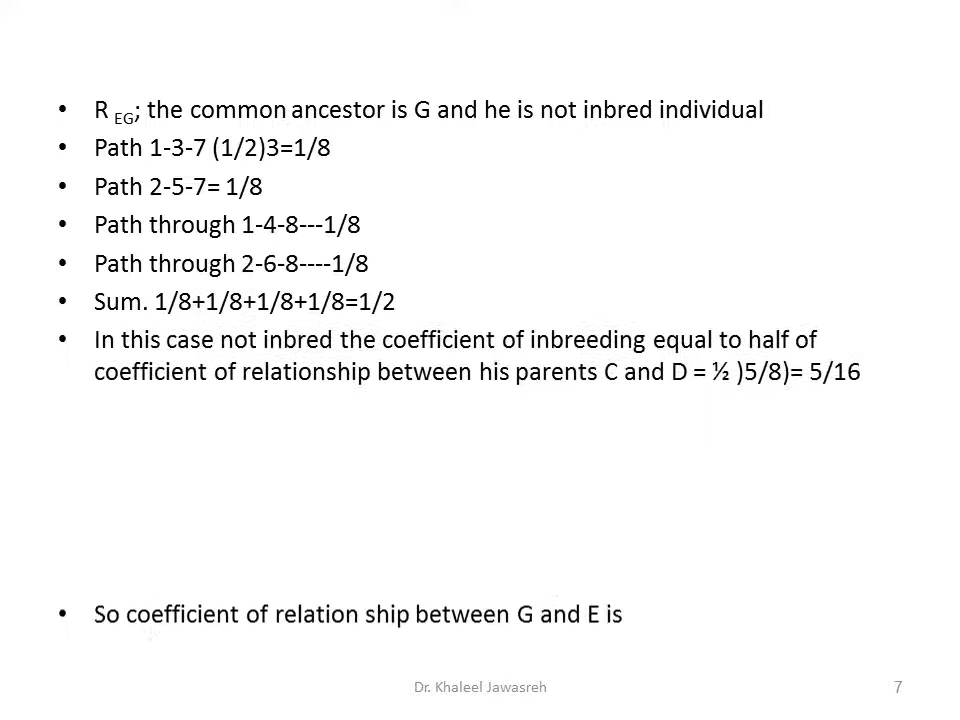 • R EG; the common ancestor is G and he is not inbred individual
• Path 1-3-7 (1/2)3=1/8
• Path 2-5-7= 1/8
• Path through 1-4-8---1/8
• Path through 2-6-8----1/8
• Sum. 1/8+1/8+1/8+1/8=1/2
• In this case not inbred the coefficient of inbreeding equal to half of
coefficient of relationship between his parents C and D = ½ )5/8)= 5/16
• So coefficient of relation ship between G and E is
Dr. Khaleel Jawasreh
7